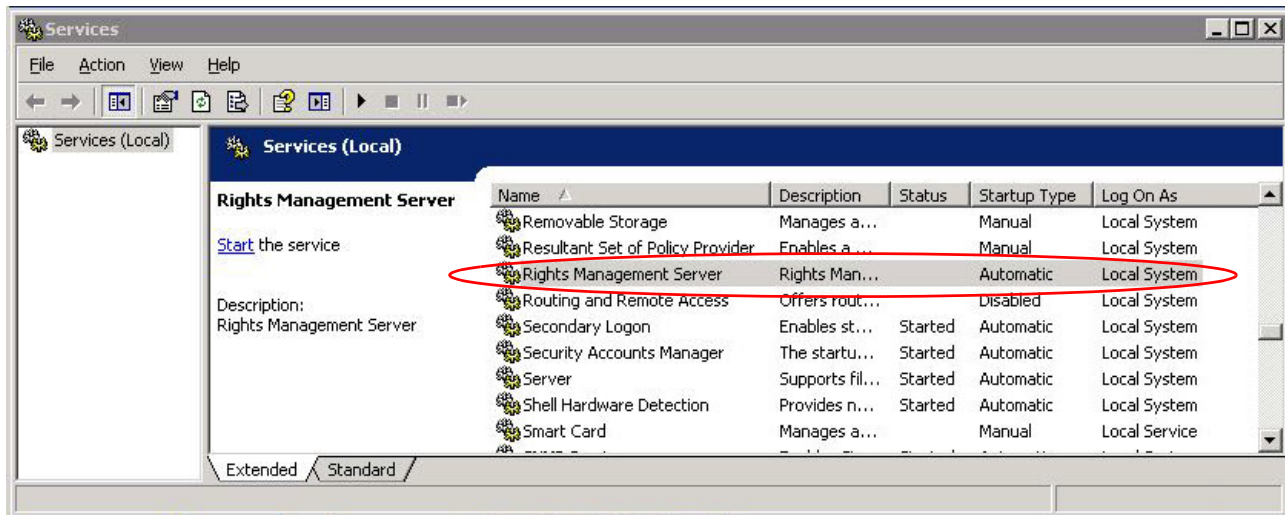 Services
File Action View Help
Services (Local)
Services (Local)
Rights Management Server
Start the service
Description:
Rights Management Server
Name Description Status Startup Type Log On As
Removable Storage Manages a... Manual Local System
Resultant Set of Policy Provider Enables a ... Manual Local System
Rights Management Server Rights Man... Automatic Local System
Routing and Remote Access Offers rout... Disabled Local System
Secondary Logon Enables st... Started Automatic Local System
Security Accounts Manager The startu... Started Automatic Local System
Server Supports fil... Started Automatic Local System
Shell Hardware Detection Provides n... Started Automatic Local System
Smart Card Manages a... Manual Local Service
Extended Standard